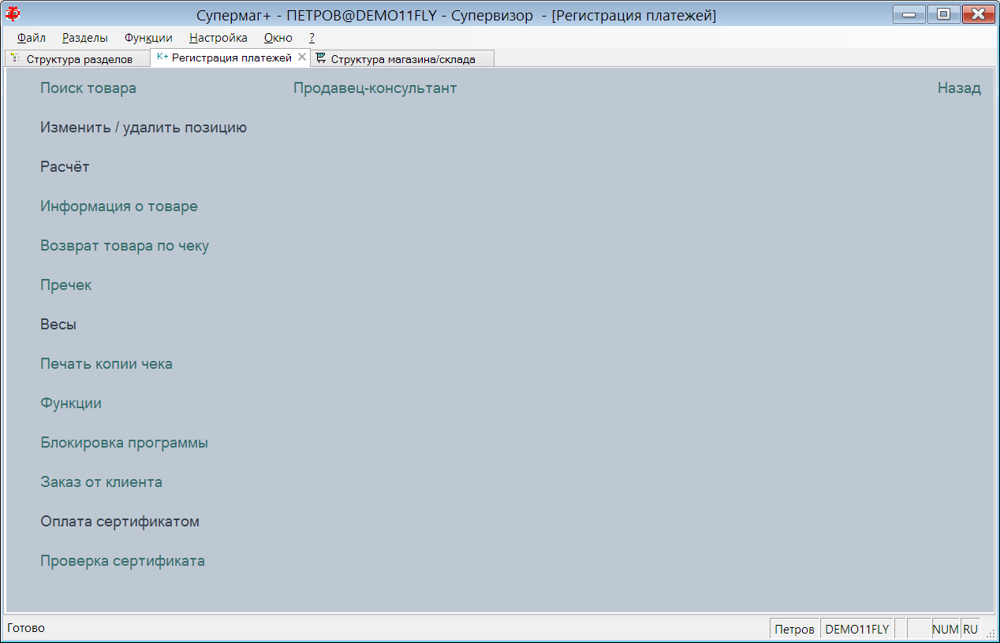 Супермаг+ - ПЕТРОВ@DEMO11FLY - Супервизор - [Регистрация платежей]
Файл Разделы Функции Настройка Окно ?
Структура разделов K+ Регистрация платежей Структура магазина/склада
Поиск товара Продавец-консультант Назад
Изменить / удалить позицию
Расчёт
Информация о товаре
Возврат товара по чеку
Пречек
Весы
Печать копии чека
Функции
Блокировка программы
Заказ от клиента
Оплата сертификатом
Проверка сертификата
Готово Петров DEMO11FLY NUM RU